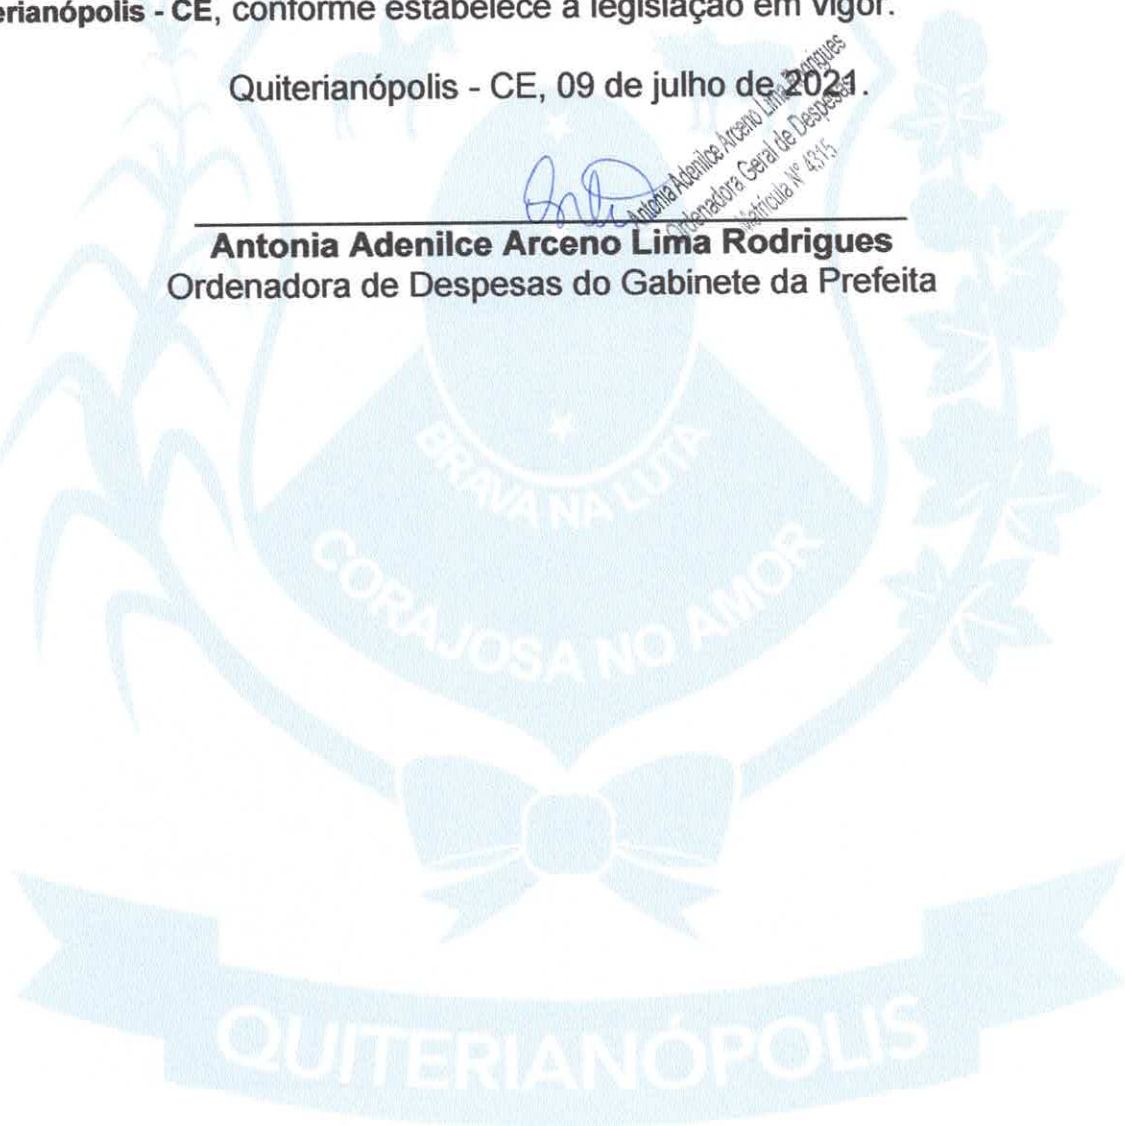 erianópolis - CE, conforme estabelece a legislação em vigor.
Quiterianópolis - CE, 09 de julho de 2021.
Antonia Adenilce Arceno Lima Rodrigues
Ordenadora Geral de Despesas
Matrícula N° 4315
Antonia Adenilce Arceno Lima Rodrigues
Ordenadora de Despesas do Gabinete da Prefeita
BRAVA NA LUTA
CORAJOSA NO AMOR
QUITERIANÓPOLIS